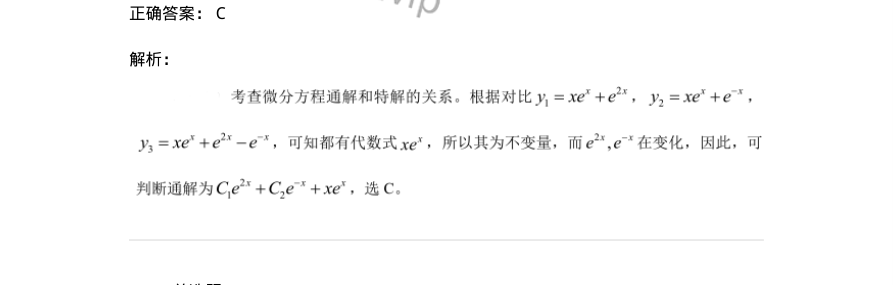 正确答案： C
解析：
考查微分方程通解和特解的关系。根据对比 y₁ = xeˣ + e²ˣ， y₂ = xeˣ + e⁻ˣ，
y₃ = xeˣ + e²ˣ − e⁻ˣ，可知都有代数式 xeˣ，所以其为不变量，而 e²ˣ, e⁻ˣ 在变化，因此，可
判断通解为 C₁e²ˣ + C₂e⁻ˣ + xeˣ，选 C。